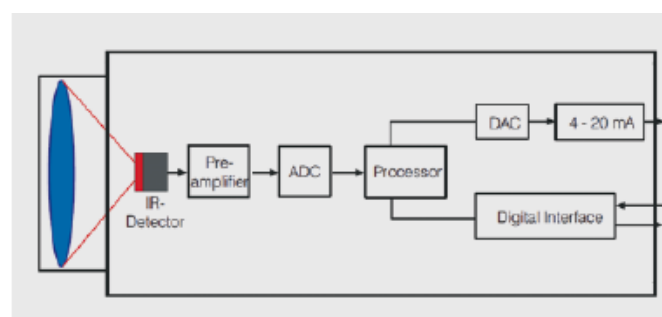 IR-
Detector
Pre-
amplifier
ADC
Processor
DAC
4 - 20 mA
Digital Interface